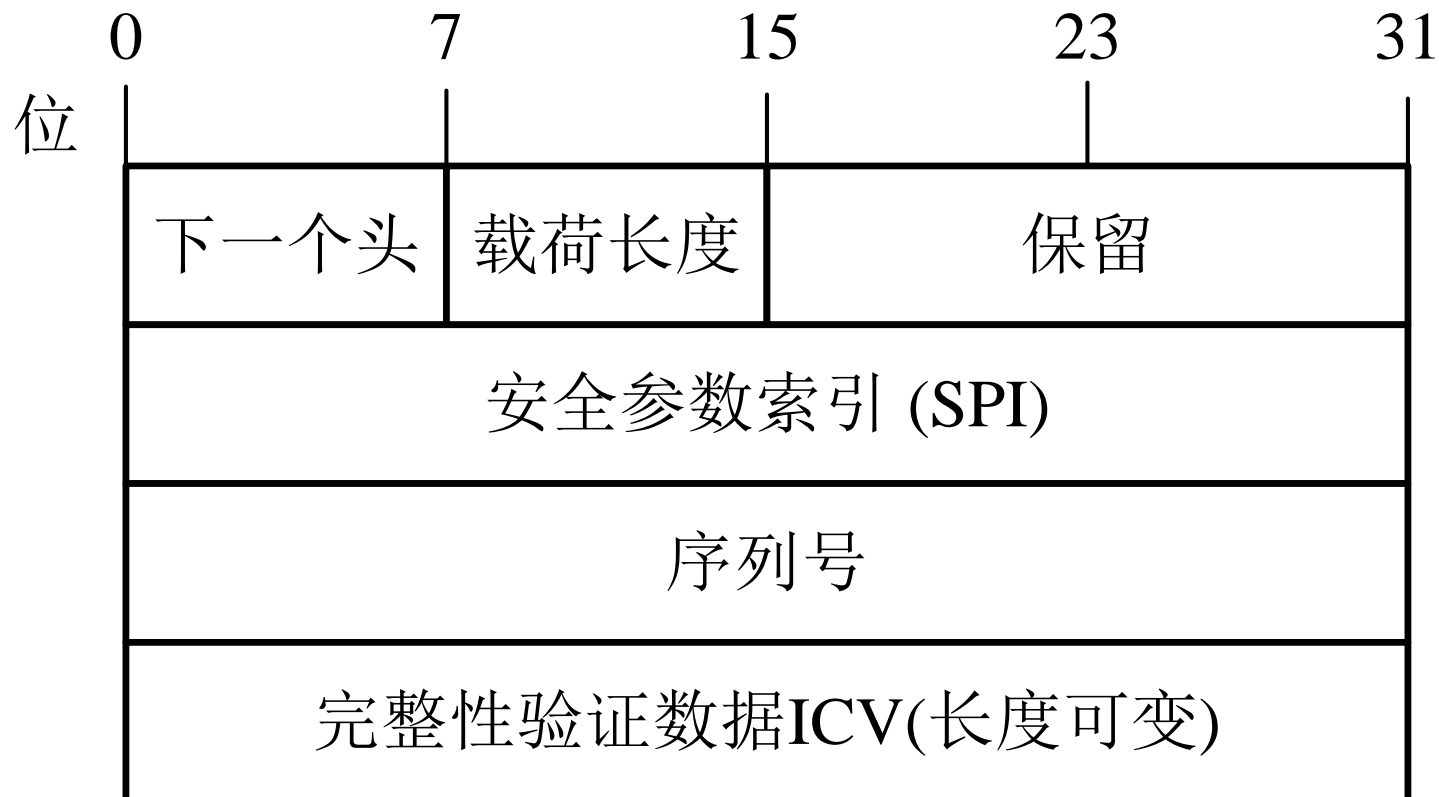 0 7 15 23 31
位
下一个头 载荷长度 保留
安全参数索引 (SPI)
序列号
完整性验证数据ICV(长度可变)